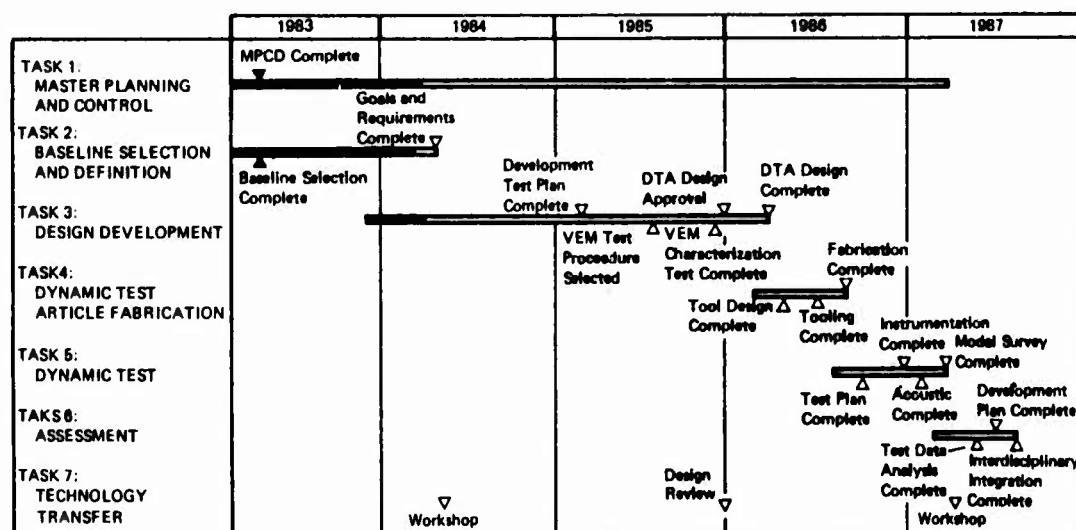 1983 1984 1985 1986 1987
TASK 1:
MASTER PLANNING
AND CONTROL
MPCD Complete
Goals and
Requirements
Complete
TASK 2:
BASELINE SELECTION
AND DEFINITION
Baseline Selection
Complete
Development
Test Plan
Complete
DTA Design
Approval
DTA Design
Complete
TASK 3:
DESIGN DEVELOPMENT
VEM Test
Proceedure
Selected
VEM
Characterization
Test Complete
Fabrication
Complete
TASK4:
DYNAMIC TEST
ARTICLE FABRICATION
Tool Design
Complete
Tooling
Complete
Instrumentation
Complete
Modal Survey
Complete
TASK 5:
DYNAMIC TEST
Test Plan
Complete
Acoustic
Complete
Development
Plan Complete
TAKS6:
ASSESSMENT
Test Data
Analysis
Complete
Interdisciplinary
Integration
Complete
TASK 7:
TECHNOLOGY
TRANSFER
Workshop
Design
Review
Workshop